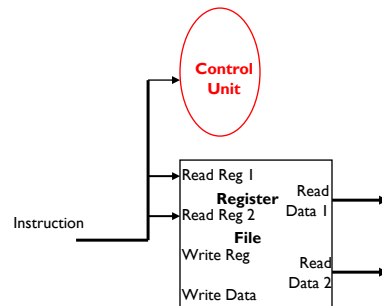 Control
Unit
Read Reg 1
Register
Read
Data 1
Instruction
Read Reg 2
File
Write Reg
Read
Data 2
Write Data